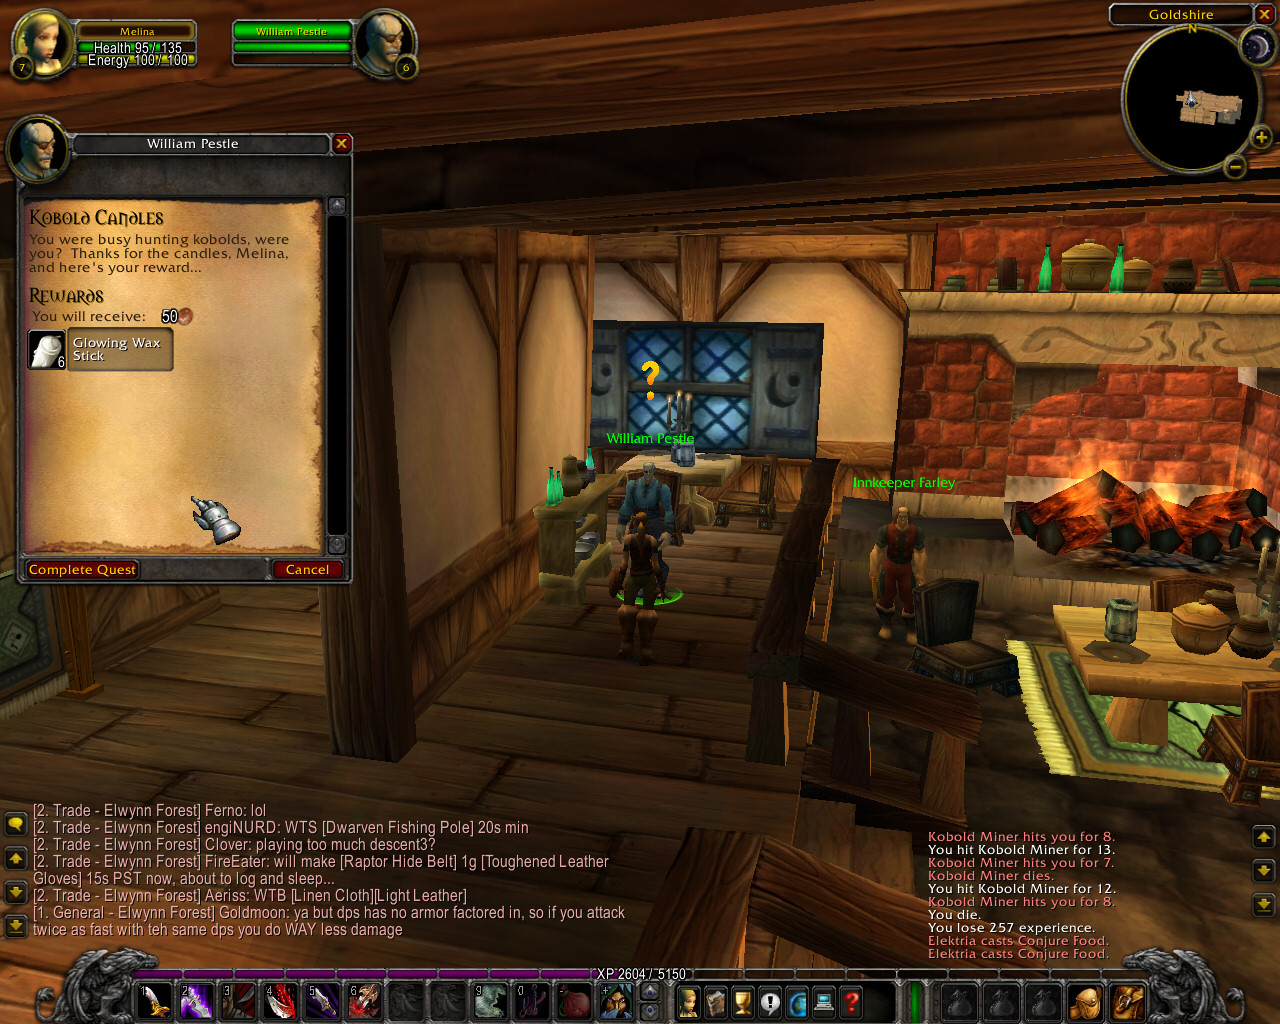 Melina
Health 95 / 135
Energy 100 / 100
7
William Pestle
6
Goldshire
N
William Pestle
Kobold Candles
You were busy hunting kobolds, were
you?  Thanks for the candles, Melina,
and here's your reward...
Rewards
You will receive: 50
6
Glowing Wax
Stick
Complete Quest
Cancel
?
William Pestle
Innkeeper Farley
[2. Trade - Elwynn Forest] Ferno: lol
[2. Trade - Elwynn Forest] engiNURD: WTS [Dwarven Fishing Pole] 20s min
[2. Trade - Elwynn Forest] Clover: playing too much descent3?
[2. Trade - Elwynn Forest] FireEater: will make [Raptor Hide Belt] 1g [Toughened Leather
Gloves] 15s PST now, about to log and sleep...
[2. Trade - Elwynn Forest] Aeriss: WTB [Linen Cloth][Light Leather]
[1. General - Elwynn Forest] Goldmoon: ya but dps has no armor factored in, so if you attack
twice as fast with teh same dps you do WAY less damage
Kobold Miner hits you for 8.
You hit Kobold Miner for 13.
Kobold Miner hits you for 7.
Kobold Miner dies.
You hit Kobold Miner for 12.
Kobold Miner hits you for 8.
You die.
You lose 257 experience.
Elektria casts Conjure Food.
Elektria casts Conjure Food.
XP 2604 / 5150
1 2 3 4 5 6 9 0 - +